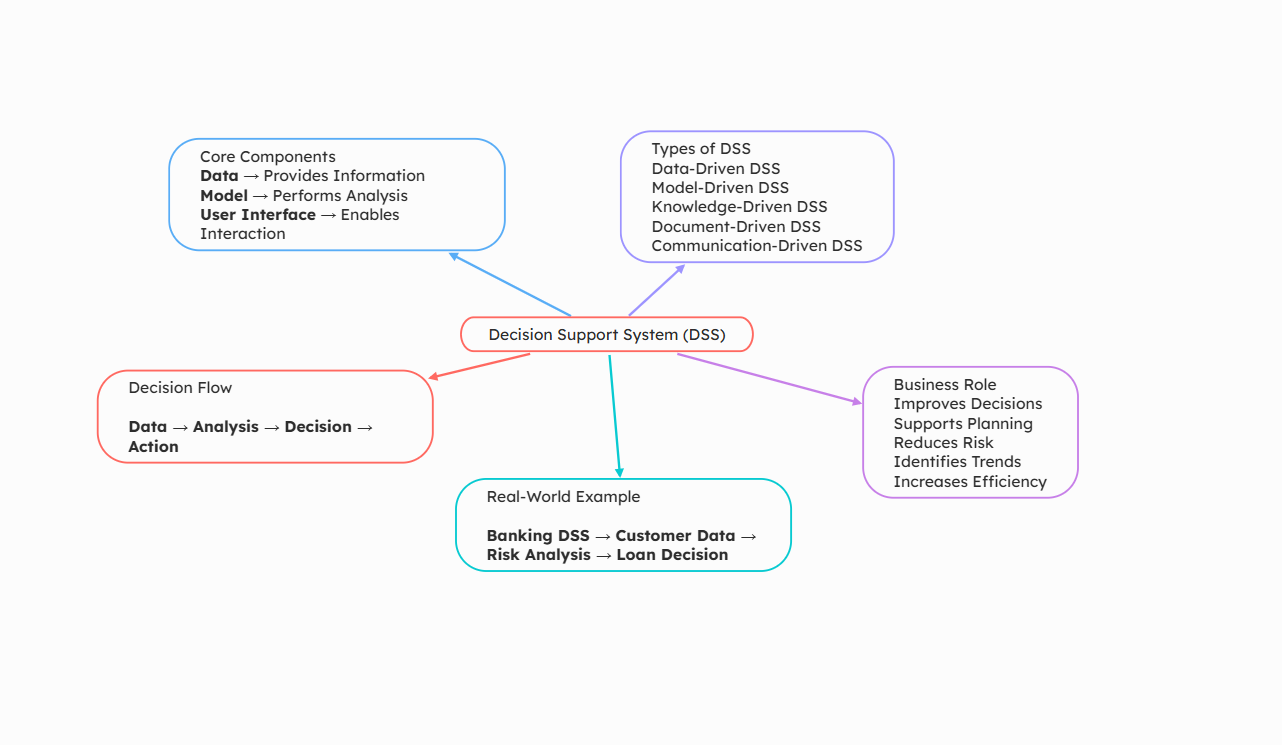 Core Components
Data → Provides Information
Model → Performs Analysis
User Interface → Enables
Interaction
Types of DSS
Data-Driven DSS
Model-Driven DSS
Knowledge-Driven DSS
Document-Driven DSS
Communication-Driven DSS
Decision Support System (DSS)
Decision Flow
Data → Analysis → Decision →
Action
Business Role
Improves Decisions
Supports Planning
Reduces Risk
Identifies Trends
Increases Efficiency
Real-World Example
Banking DSS → Customer Data →
Risk Analysis → Loan Decision